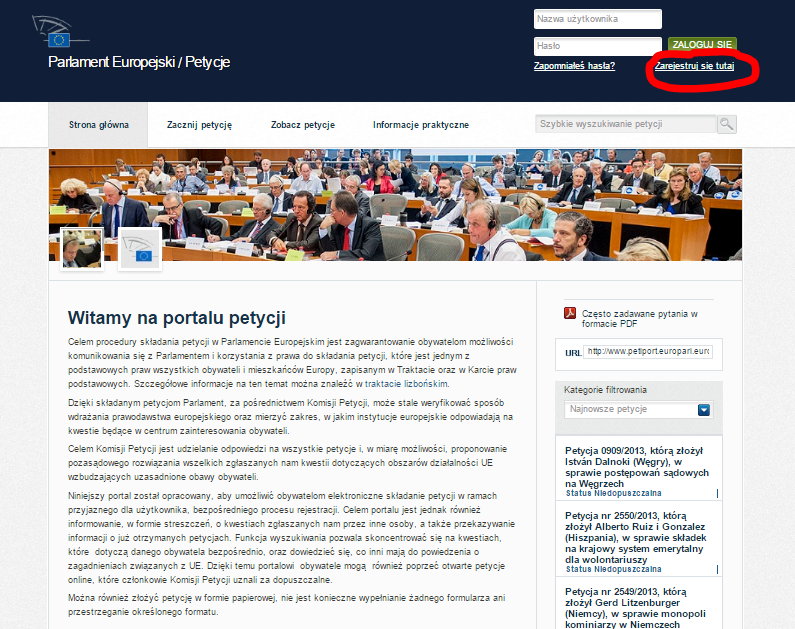 Nazwa użytkownika
Hasło
ZALOGUJ SIĘ
Parlament Europejski / Petycje
Zapomniałeś hasła?
Zarejestruj się tutaj
Strona główna
Zacznij petycję
Zobacz petycje
Informacje praktyczne
Szybkie wyszukiwanie petycji
Witamy na portalu petycji
Celem procedury składania petycji w Parlamencie Europejskim jest zagwarantowanie obywatelom możliwości
komunikowania się z Parlamentem i korzystania z prawa do składania petycji, które jest jednym z
podstawowych praw wszystkich obywateli i mieszkańców Europy, zapisanym w Traktacie oraz w Karcie praw
podstawowych. Szczegółowe informacje na ten temat można znaleźć w traktacie lizbońskim.
Dzięki składanym petycjom Parlament, za pośrednictwem Komisji Petycji, może stale weryfikować sposób
wdrażania prawodawstwa europejskiego oraz mierzyć zakres, w jakim instytucje europejskie odpowiadają na
kwestie będące w centrum zainteresowania obywateli.
Celem Komisji Petycji jest udzielanie odpowiedzi na wszystkie petycje i, w miarę możliwości, proponowanie
pozasądowego rozwiązania wszelkich zgłaszanych nam kwestii dotyczących obszarów działalności UE
wzbudzających uzasadnione obawy obywateli.
Niniejszy portal został opracowany, aby umożliwić obywatelom elektroniczne składanie petycji w ramach
przyjaznego dla użytkownika, bezpośredniego procesu rejestracji. Celem portalu jest jednak również
informowanie, w formie streszczeń, o kwestiach zgłaszanych nam przez inne osoby, a także przekazywanie
informacji o już otrzymanych petycjach. Funkcja wyszukiwania pozwala skoncentrować się na kwestiach,
które dotyczą danego obywatela bezpośrednio, oraz dowiedzieć się, co inni mają do powiedzenia o
zagadnieniach związanych z UE. Dzięki temu portalowi obywatele mogą również poprzeć otwarte petycje
online, które członkowie Komisji Petycji uznali za dopuszczalne.
Można również złożyć petycję w formie papierowej, nie jest konieczne wypełnianie żadnego formularza ani
przestrzeganie określonego formatu.
Często zadawane pytania w
formacie PDF
URL http://www.petiport.europarl.euro
Kategorie filtrowania
Najnowsze petycje
Petycja 0909/2013, którą złożył
István Dalnoki (Węgry), w
sprawie postępowań sądowych
na Węgrzech
Status Niedopuszczalna
Petycja nr 2550/2013, którą
złożył Alberto Ruiz i Gonzalez
(Hiszpania), w sprawie składek
na krajowy system emerytalny
dla wolontariuszy
Status Niedopuszczalna
Petycja nr 2549/2013, którą
złożył Gerd Litzenburger
(Niemcy), w sprawie monopoli
kominiarzy w Niemczech